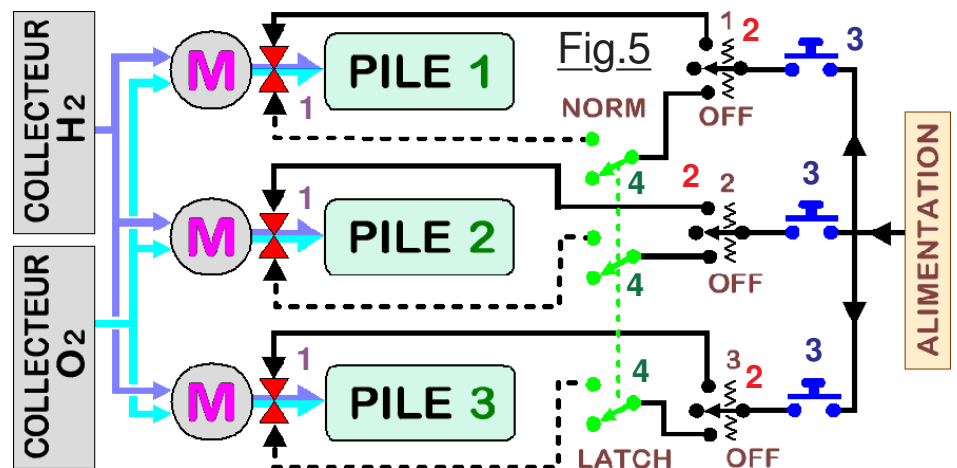 COLLECTEUR
H2
COLLECTEUR
O2
M
PILE 1
1
Fig.5
NORM
1
2
3
OFF
4
M
PILE 2
1
2
2
3
OFF
4
M
PILE 3
1
3
2
3
OFF
4
LATCH
ALIMENTATION